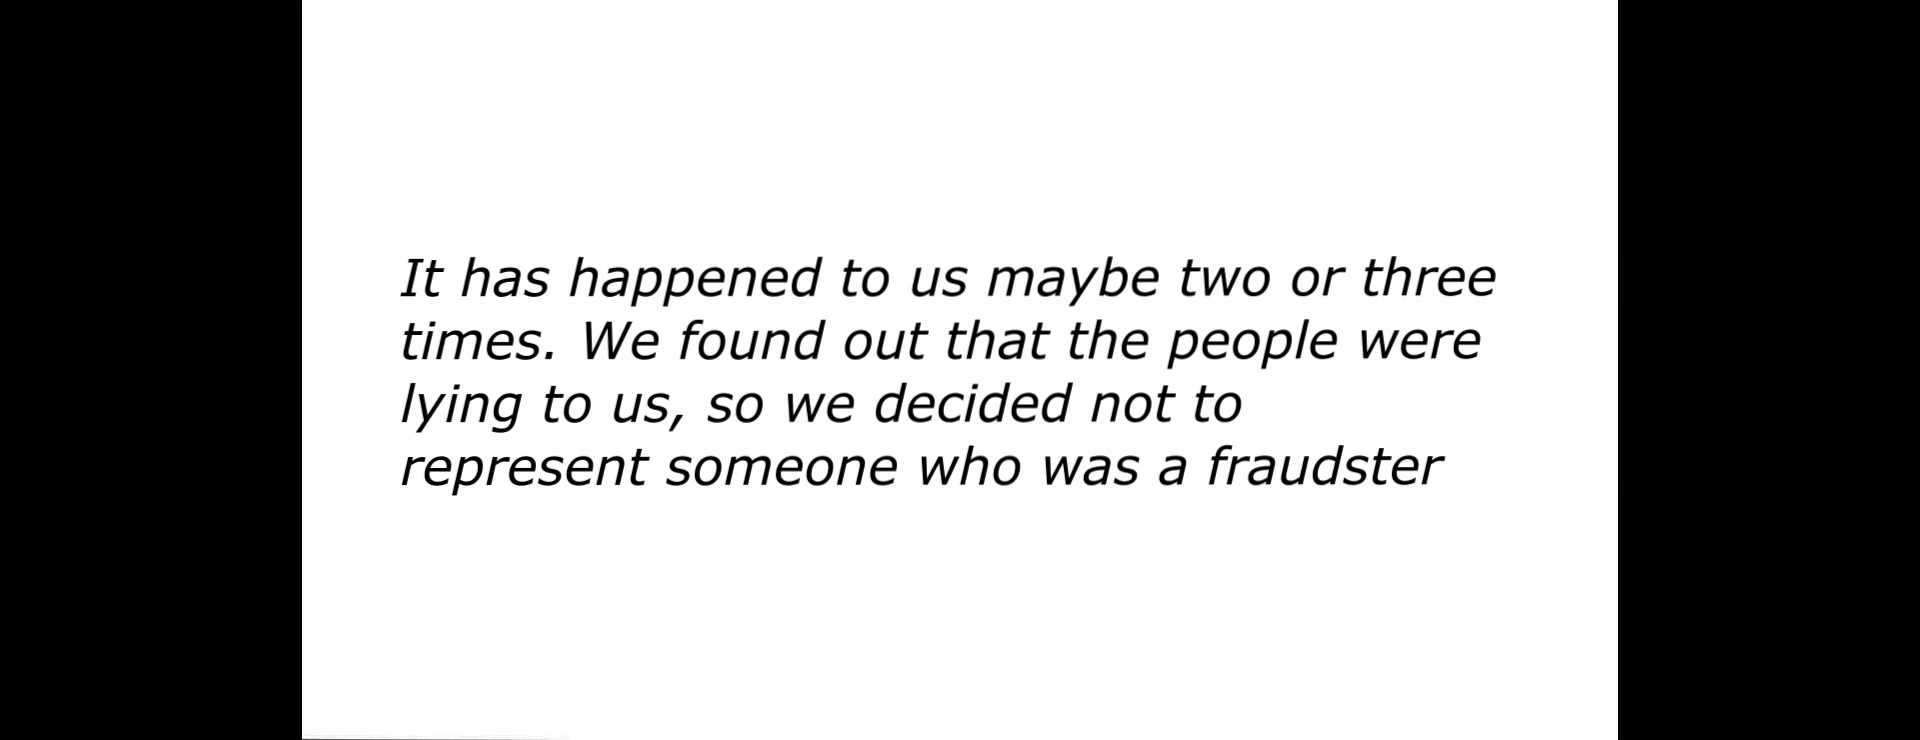 It has happened to us maybe two or three
times. We found out that the people were
lying to us, so we decided not to
represent someone who was a fraudster